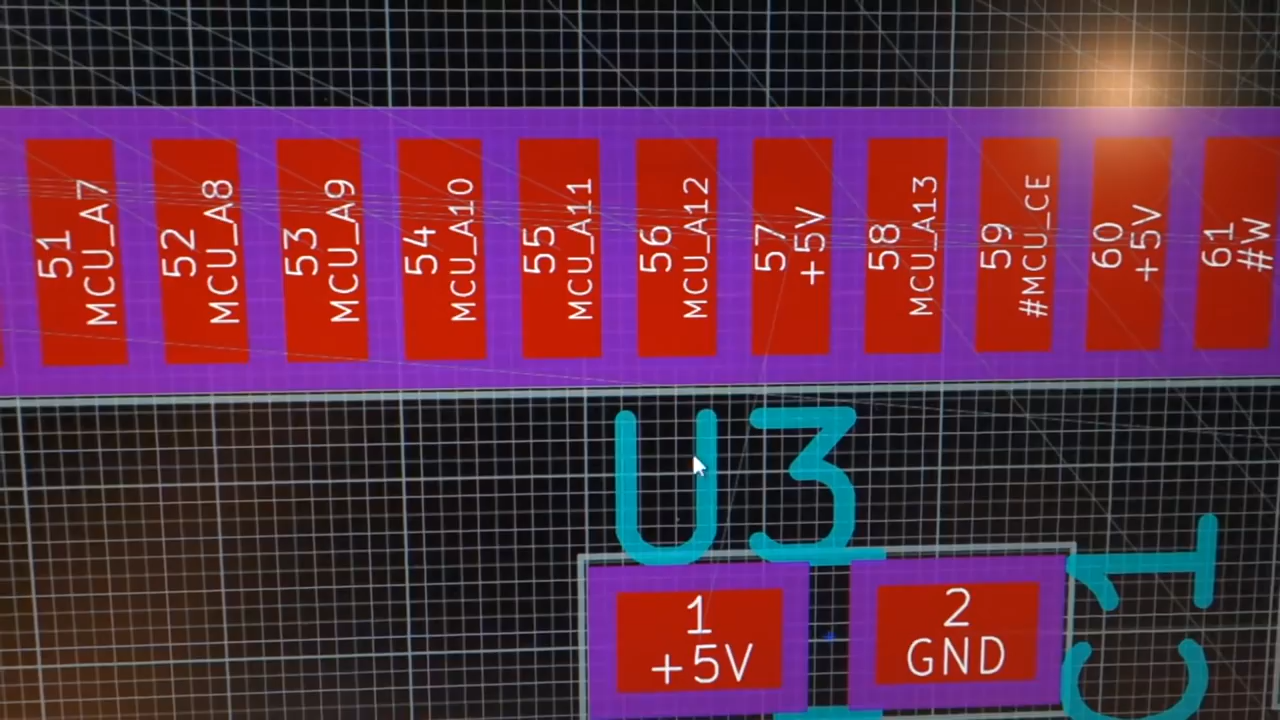 51
MCU_A7
52
MCU_A8
53
MCU_A9
54
MCU_A10
55
MCU_A11
56
MCU_A12
57
+5V
58
MCU_A13
59
#MCU_CE
60
+5V
61
#W
U3
1
+5V
2
GND
C1